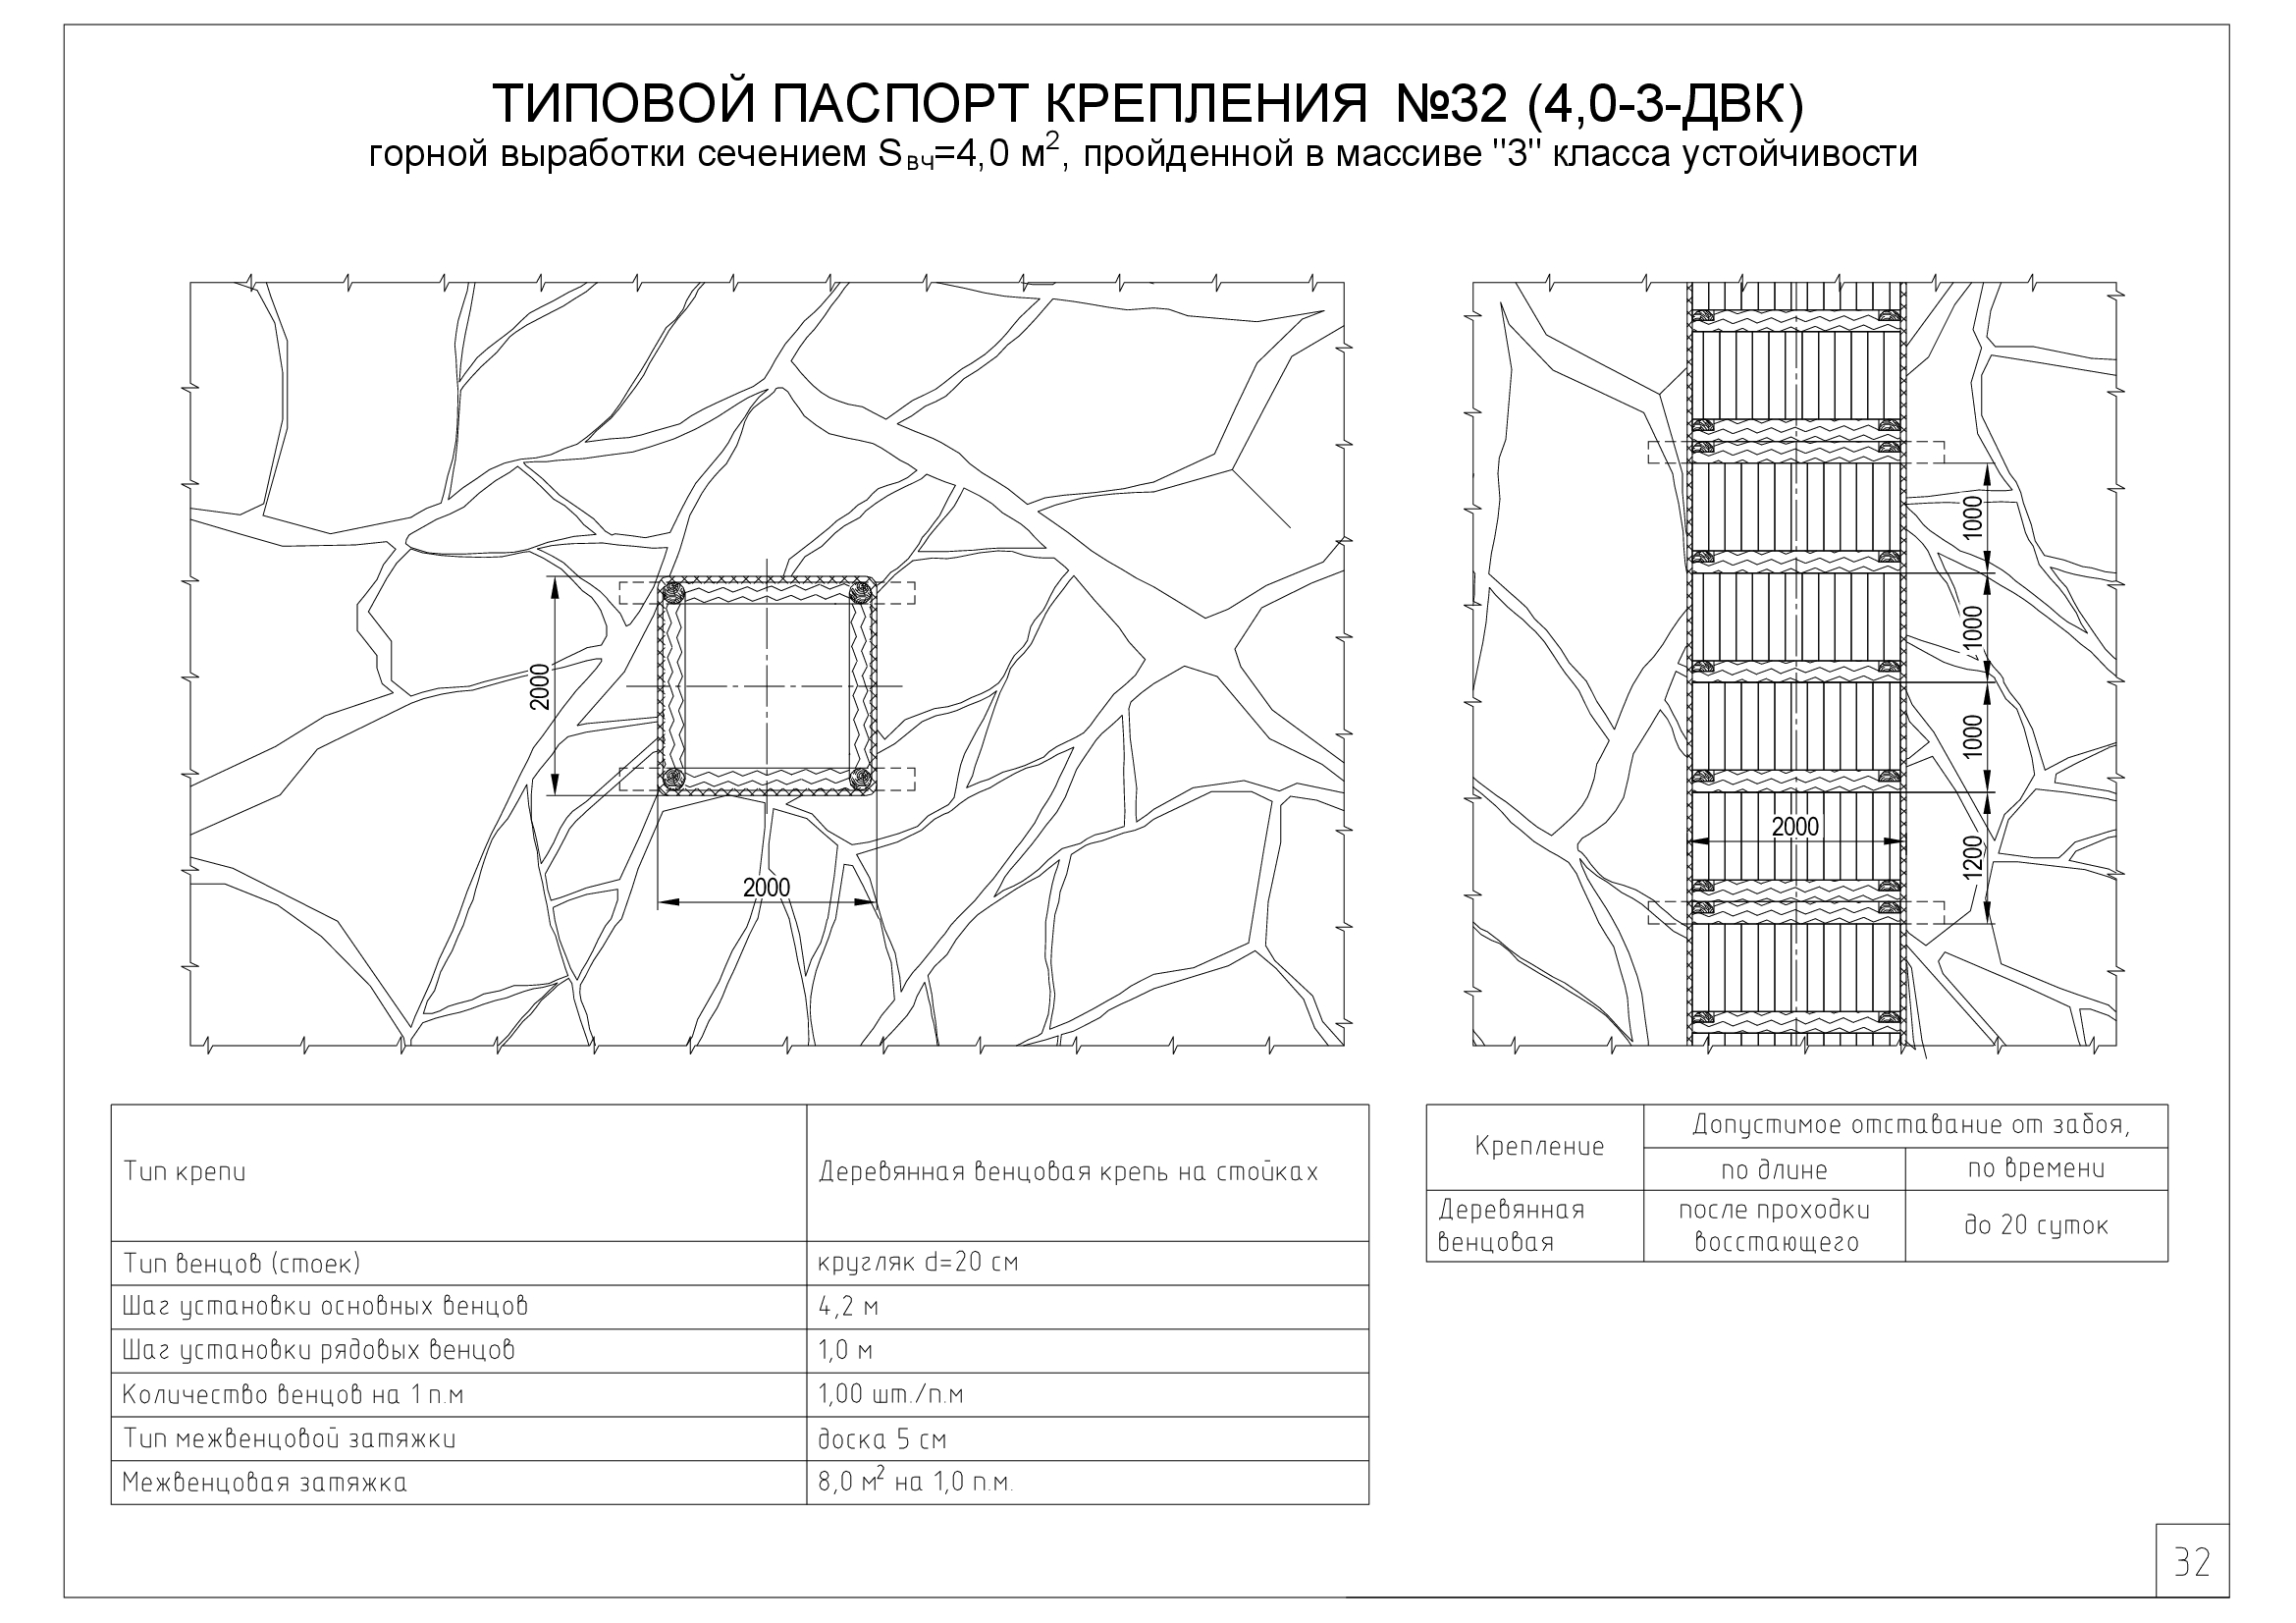 ТИПОВОЙ ПАСПОРТ КРЕПЛЕНИЯ №32 (4,0-3-ДВК)
горной выработки сечением Sвч=4,0 м², пройденной в массиве "3" класса устойчивости
2000
2000
1000
1000
1000
1200
2000
Тип крепи
Деревянная венцовая крепь на стойках
Тип венцов (стоек)
кругляк d=20 см
Шаг установки основных венцов
4,2 м
Шаг установки рядовых венцов
1,0 м
Количество венцов на 1 п.м
1,00 шт./п.м
Тип межвенцовой затяжки
доска 5 см
Межвенцовая затяжка
8,0 м² на 1,0 п.м.
Крепление
Допустимое отставание от забоя,
по длине
по времени
Деревянная
венцовая
после проходки
восстающего
до 20 суток
32